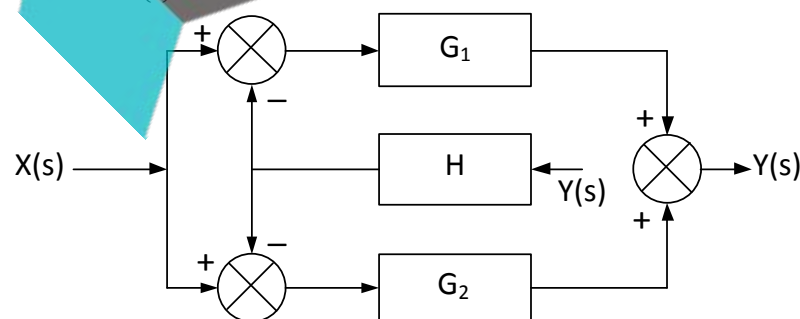 +
G₁
−
+
X(s)
H
Y(s)
Y(s)
+
−
+
G₂